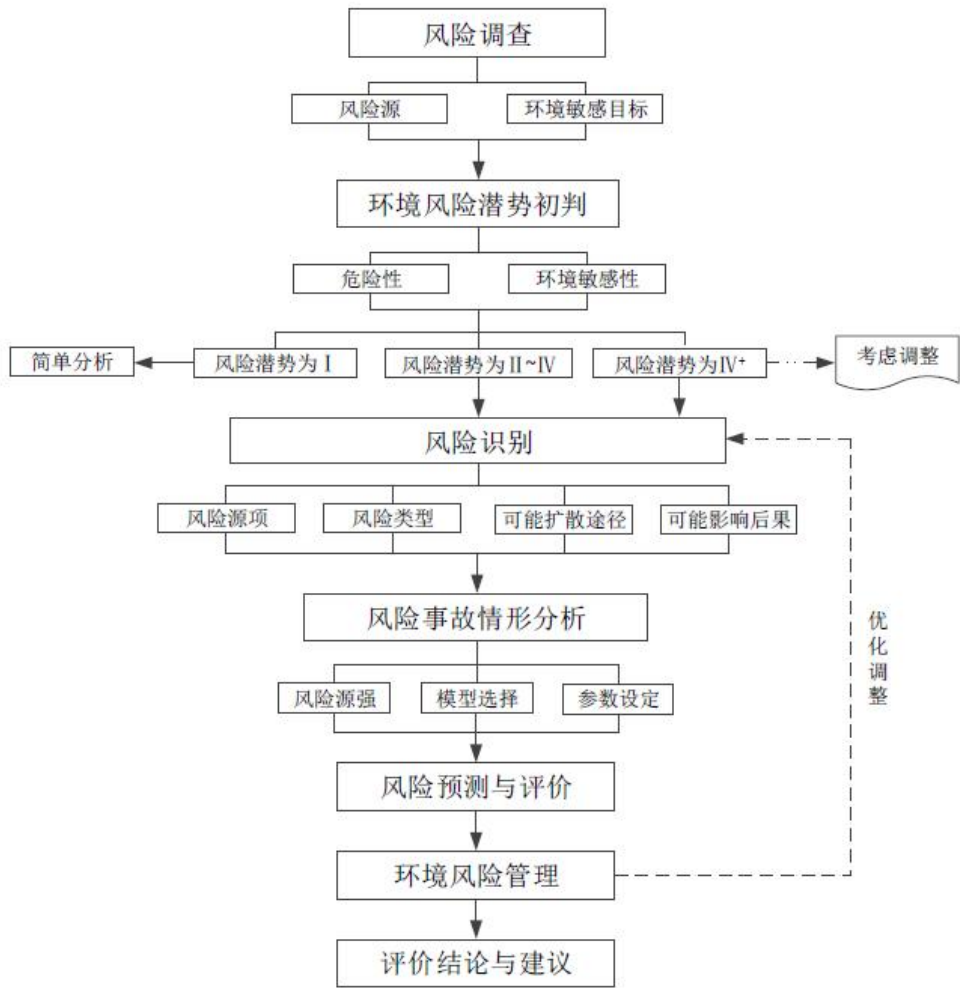 风险调查
风险源
环境敏感目标
环境风险潜势初判
危险性
环境敏感性
简单分析
风险潜势为Ⅰ
风险潜势为Ⅱ~Ⅳ
风险潜势为Ⅳ⁺
考虑调整
风险识别
风险源项
风险类型
可能扩散途径
可能影响后果
风险事故情形分析
优化调整
风险源强
模型选择
参数设定
风险预测与评价
环境风险管理
评价结论与建议